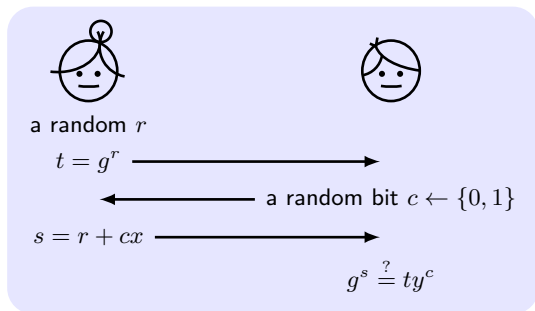 a random r
t = g^r
a random bit c ← {0, 1}
s = r + cx
g^s ≟ ty^c